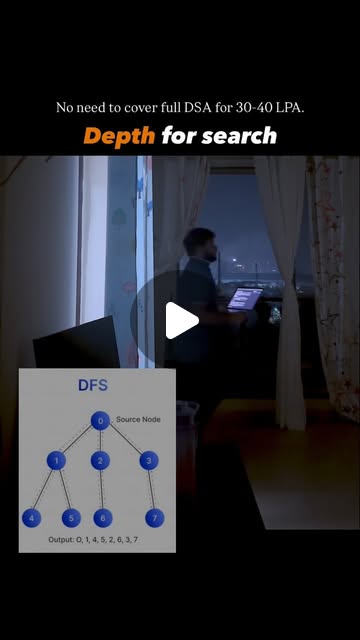 No need to cover full DSA for 30-40 LPA.
Depth for search
DFS
0
Source Node
1
2
3
4
5
6
7
Output: O, 1, 4, 5, 2, 6, 3, 7